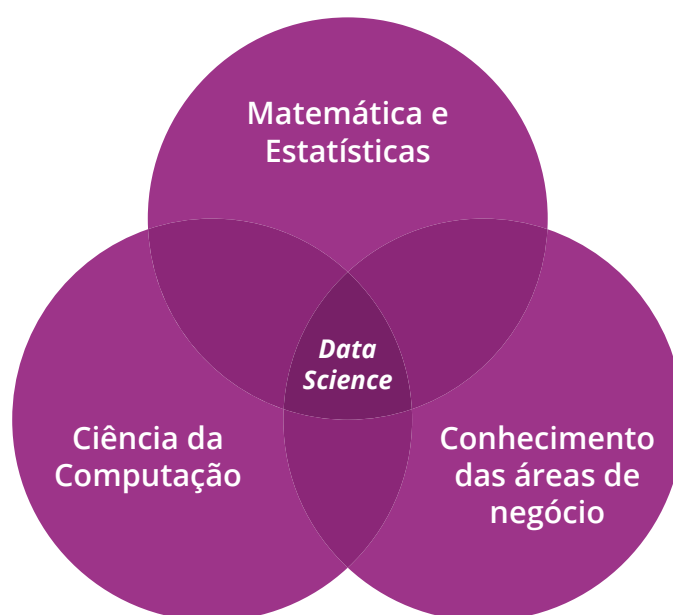 Matemática e
Estatísticas
Data
Science
Ciência da
Computação
Conhecimento
das áreas de
negócio